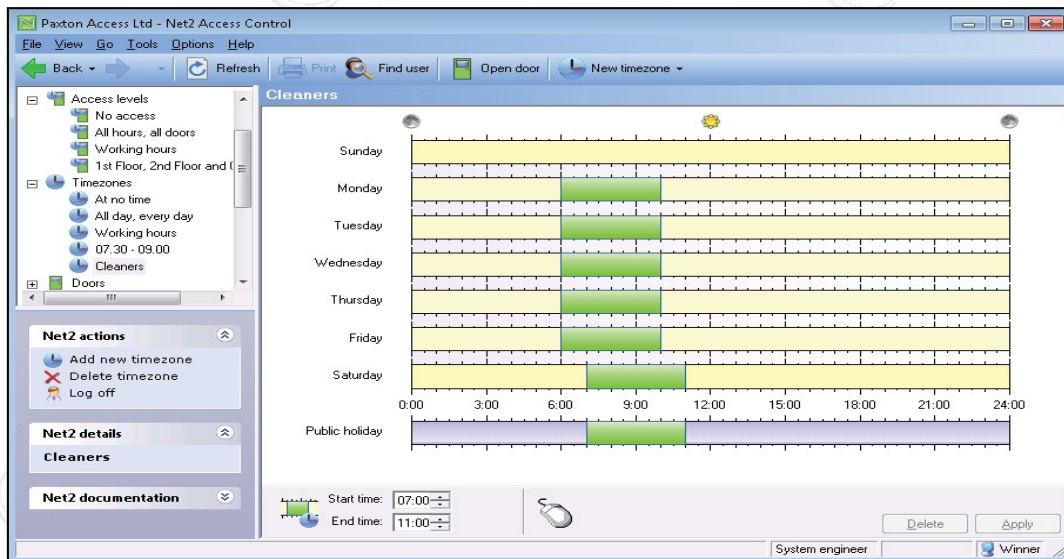 Paxton Access Ltd - Net2 Access Control
File View Go Tools Options Help
Back Refresh Print Find user Open door New timezone
Access levels
No access
All hours, all doors
Working hours
1st Floor, 2nd Floor and
Timezones
At no time
All day, every day
Working hours
07.30 - 09.00
Cleaners
Doors
Net2 actions
Add new timezone
Delete timezone
Log off
Net2 details
Cleaners
Net2 documentation
Cleaners
Sunday
Monday
Tuesday
Wednesday
Thursday
Friday
Saturday
0:00 3:00 6:00 9:00 12:00 15:00 18:00 21:00 24:00
Public holiday
Start time: 07:00
End time: 11:00
Delete Apply
System engineer Winner